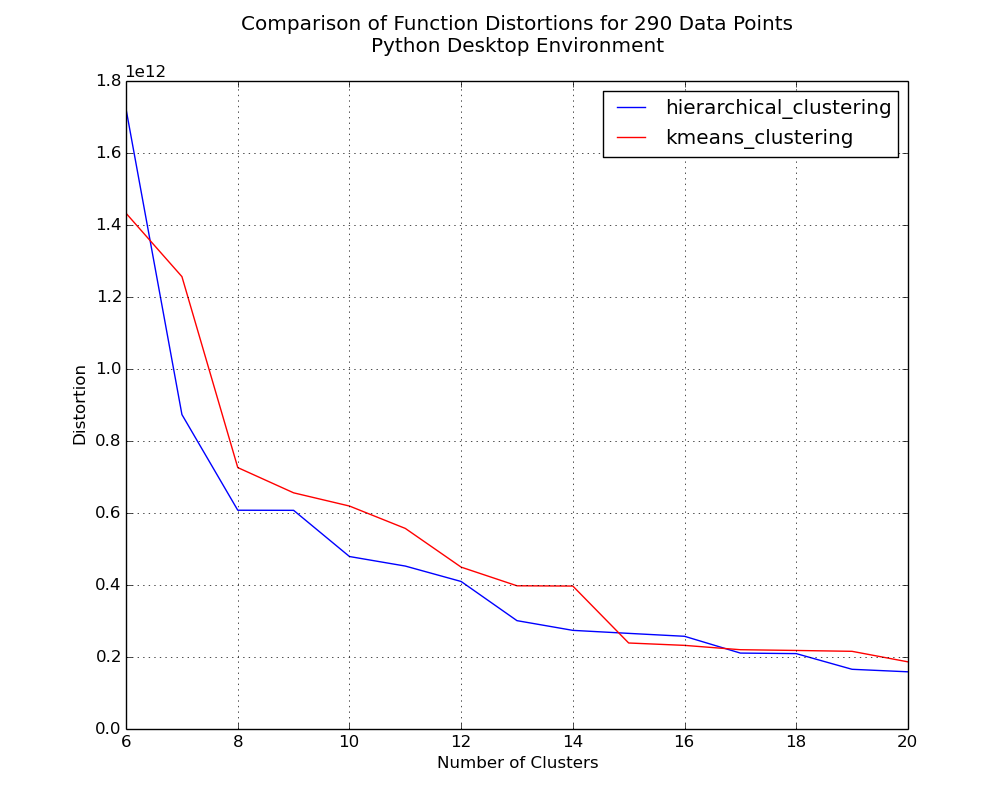 Comparison of Function Distortions for 290 Data Points
Python Desktop Environment
1e12
hierarchical_clustering
kmeans_clustering
1.8
1.6
1.4
1.2
1.0
0.8
0.6
0.4
0.2
0.0
Distortion
6 8 10 12 14 16 18 20
Number of Clusters